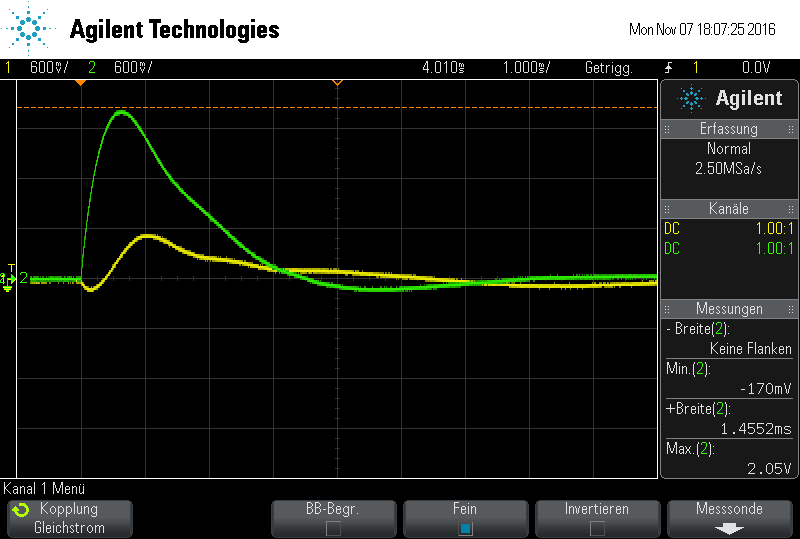 Agilent Technologies
Mon Nov 07 18:07:25 2016
1 600mV/ 2 600mV/ 4.010ms 1.000ms/ Getrigg. 1 0.0V
Agilent
Erfassung
Normal
2.50MSa/s
Kanäle
DC 1.00:1
DC 1.00:1
Messungen
- Breite(2):
Keine Flanken
Min.(2):
-170mV
+Breite(2):
1.4552ms
Max.(2):
2.05V
T
2
Kanal 1 Menü
Kopplung
Gleichstrom
BB-Begr.
Fein
Invertieren
Messsonde